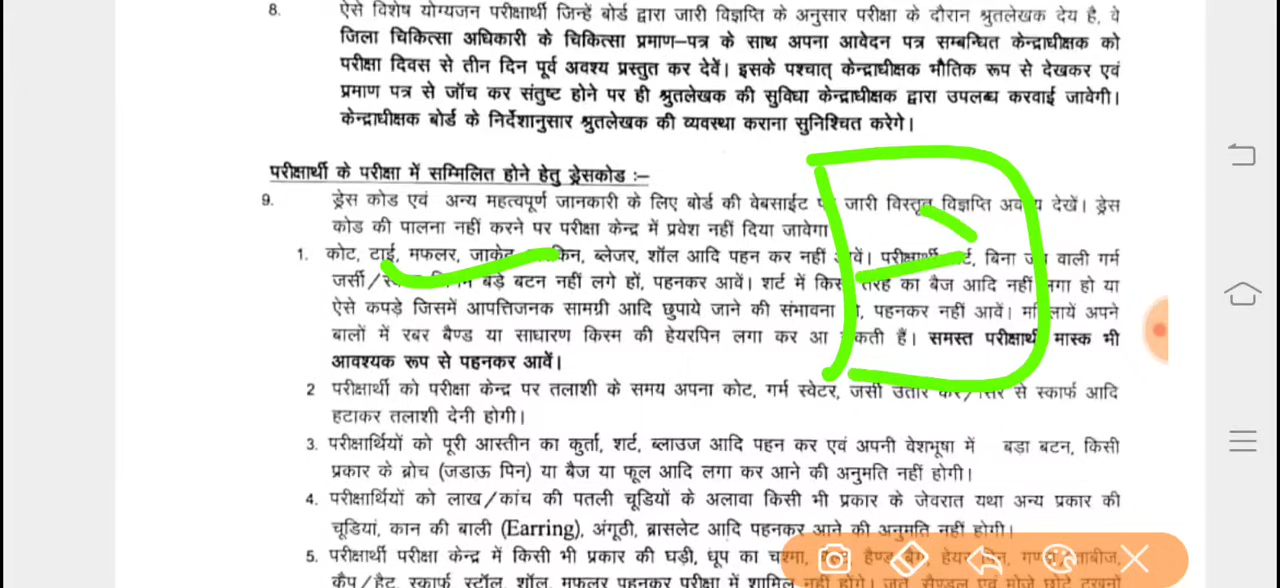 8. ऐसे विशेष योग्यजन परीक्षार्थी जिन्हें बोर्ड द्वारा जारी विज्ञप्ति के अनुसार परीक्षा के दौरान श्रुतलेखक देय है, वे
जिला चिकित्सा अधिकारी के चिकित्सा प्रमाण–पत्र के साथ अपना आवेदन पत्र सम्बन्धित केन्द्राधीक्षक को
परीक्षा दिवस से तीन दिन पूर्व अवश्य प्रस्तुत कर देवें। इसके पश्चात् केन्द्राधीक्षक भौतिक रूप से देखकर एवं
प्रमाण पत्र से जॉच कर संतुष्ट होने पर ही श्रुतलेखक की सुविधा केन्द्राधीक्षक द्वारा उपलब्ध करवाई जावेगी।
केन्द्राधीक्षक बोर्ड के निर्देशानुसार श्रुतलेखक की व्यवस्था कराना सुनिश्चित करेगे।
परीक्षार्थी के परीक्षा में सम्मिलित होने हेतु ड्रेसकोड :–
9. ड्रेस कोड एवं अन्य महत्वपूर्ण जानकारी के लिए बोर्ड की वेबसाईट जारी विस्तृत विज्ञप्ति देखें। ड्रेस
कोड की पालना नहीं करने पर परीक्षा केन्द्र में प्रवेश नहीं दिया जावेगा
1. कोट, टाई, मफलर, जाकेट, ब्लेजर, शॉल आदि पहन कर नहीं परीक्षार्थी बिना वाली गर्म
जर्सी/ बड़े बटन नहीं लगे हों, पहनकर आवें। शर्ट में तरह का बैज आदि नहीं हो या
ऐसे कपड़े जिसमें आपत्तिजनक सामग्री आदि छुपाये जाने की संभावना पहनकर नहीं आवें। अपने
बालों में रबर बैण्ड या साधारण किस्म की हेयरपिन लगा कर आ हैं। समस्त परीक्षार्थी मास्क भी
आवश्यक रूप से पहनकर आवें।
2 परीक्षार्थी को परीक्षा केन्द्र पर तलाशी के समय अपना कोट, गर्म स्वेटर, से स्कार्फ आदि
हटाकर तलाशी देनी होगी।
3. परीक्षार्थियों को पूरी आस्तीन का कुर्ता, शर्ट, ब्लाउज आदि पहन कर एवं अपनी वेशभूषा में बड़ा बटन, किसी
प्रकार के ब्रोच (जडाऊ पिन) या बैज या फूल आदि लगा कर आने की अनुमति नहीं होगी।
4. परीक्षार्थियों को लाख/कांच की पतली चूडियों के अलावा किसी भी प्रकार के जेवरात यथा अन्य प्रकार की
चूडियां, कान की बाली (Earring), अंगूठी, ब्रासलेट आदि पहनकर आने की अनुमति नहीं होगी।
5. परीक्षार्थी परीक्षा केन्द्र में किसी भी प्रकार की घड़ी, धूप का
कैप/हैट, स्कार्फ, स्टॉल, शॉल, मफलर पहनकर परीक्षा में